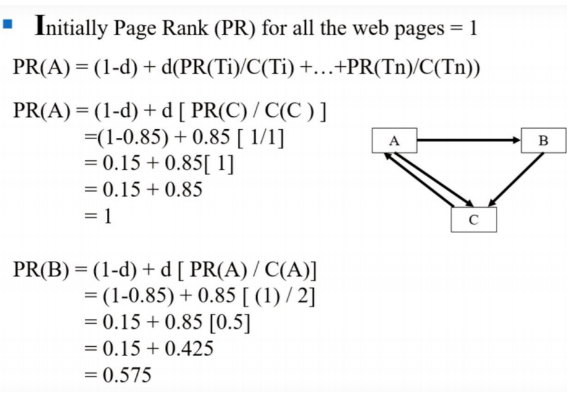 Initially Page Rank (PR) for all the web pages = 1
PR(A) = (1-d) + d(PR(Ti)/C(Ti) +…+PR(Tn)/C(Tn))
PR(A) = (1-d) + d [ PR(C) / C(C ) ]
=(1-0.85) + 0.85 [ 1/1]
= 0.15 + 0.85[ 1]
= 0.15 + 0.85
= 1
A
B
C
PR(B) = (1-d) + d [ PR(A) / C(A)]
= (1-0.85) + 0.85 [ (1) / 2]
= 0.15 + 0.85 [0.5]
= 0.15 + 0.425
= 0.575